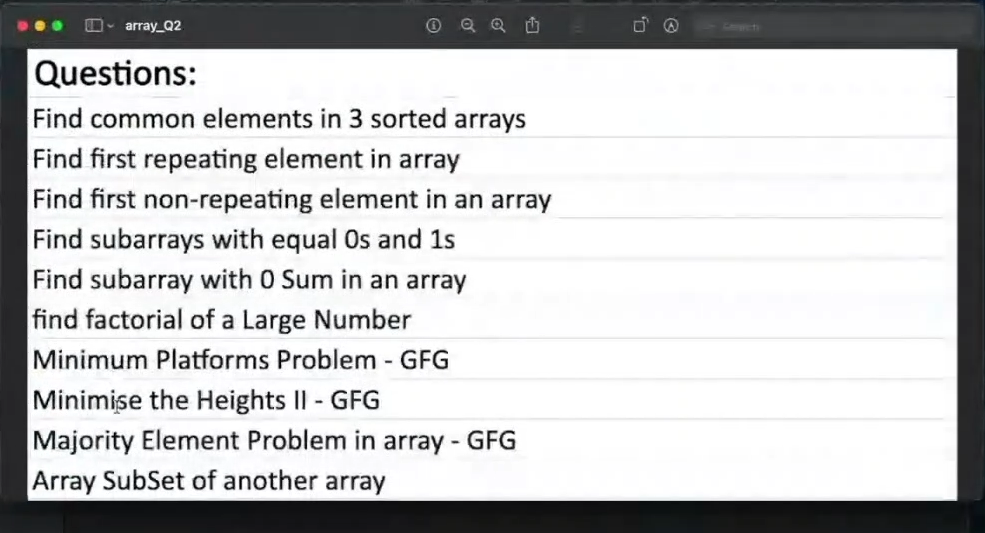 array_Q2
Search
Questions:
Find common elements in 3 sorted arrays
Find first repeating element in array
Find first non-repeating element in an array
Find subarrays with equal 0s and 1s
Find subarray with 0 Sum in an array
find factorial of a Large Number
Minimum Platforms Problem - GFG
Minimise the Heights II - GFG
Majority Element Problem in array - GFG
Array SubSet of another array